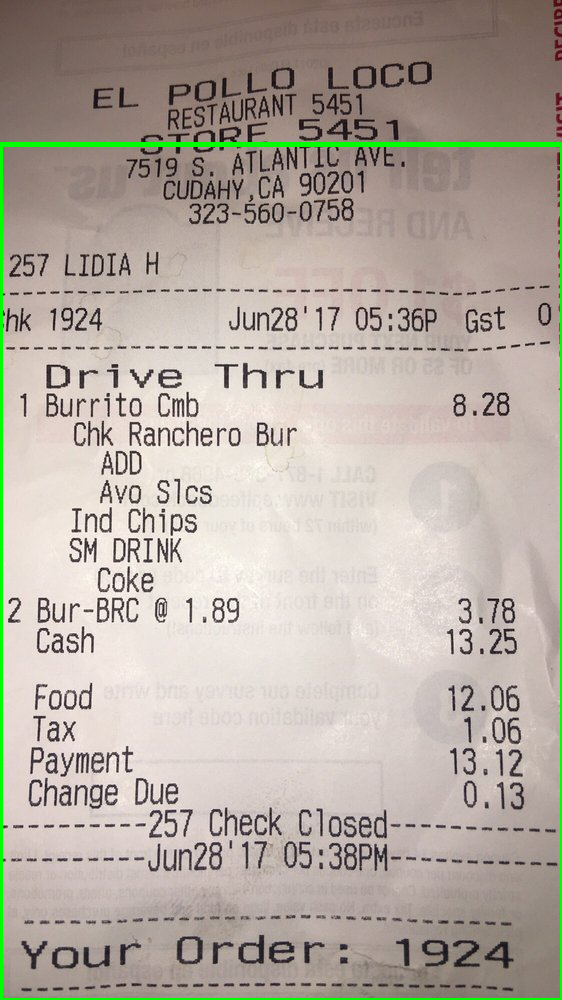 EL POLLO LOCO
RESTAURANT 5451
STORE 5451
7519 S. ATLANTIC AVE.
CUDAHY,CA 90201
323-560-0758
257 LIDIA H
Chk 1924 Jun28'17 05:36P Gst 0
Drive Thru
1 Burrito Cmb 8.28
Chk Ranchero Bur
ADD
Avo Slcs
Ind Chips
SM DRINK
Coke
2 Bur-BRC @ 1.89 3.78
Cash 13.25
Food 12.06
Tax 1.06
Payment 13.12
Change Due 0.13
----------257 Check Closed------------
----------Jun28'17 05:38PM------------
Your Order: 1924